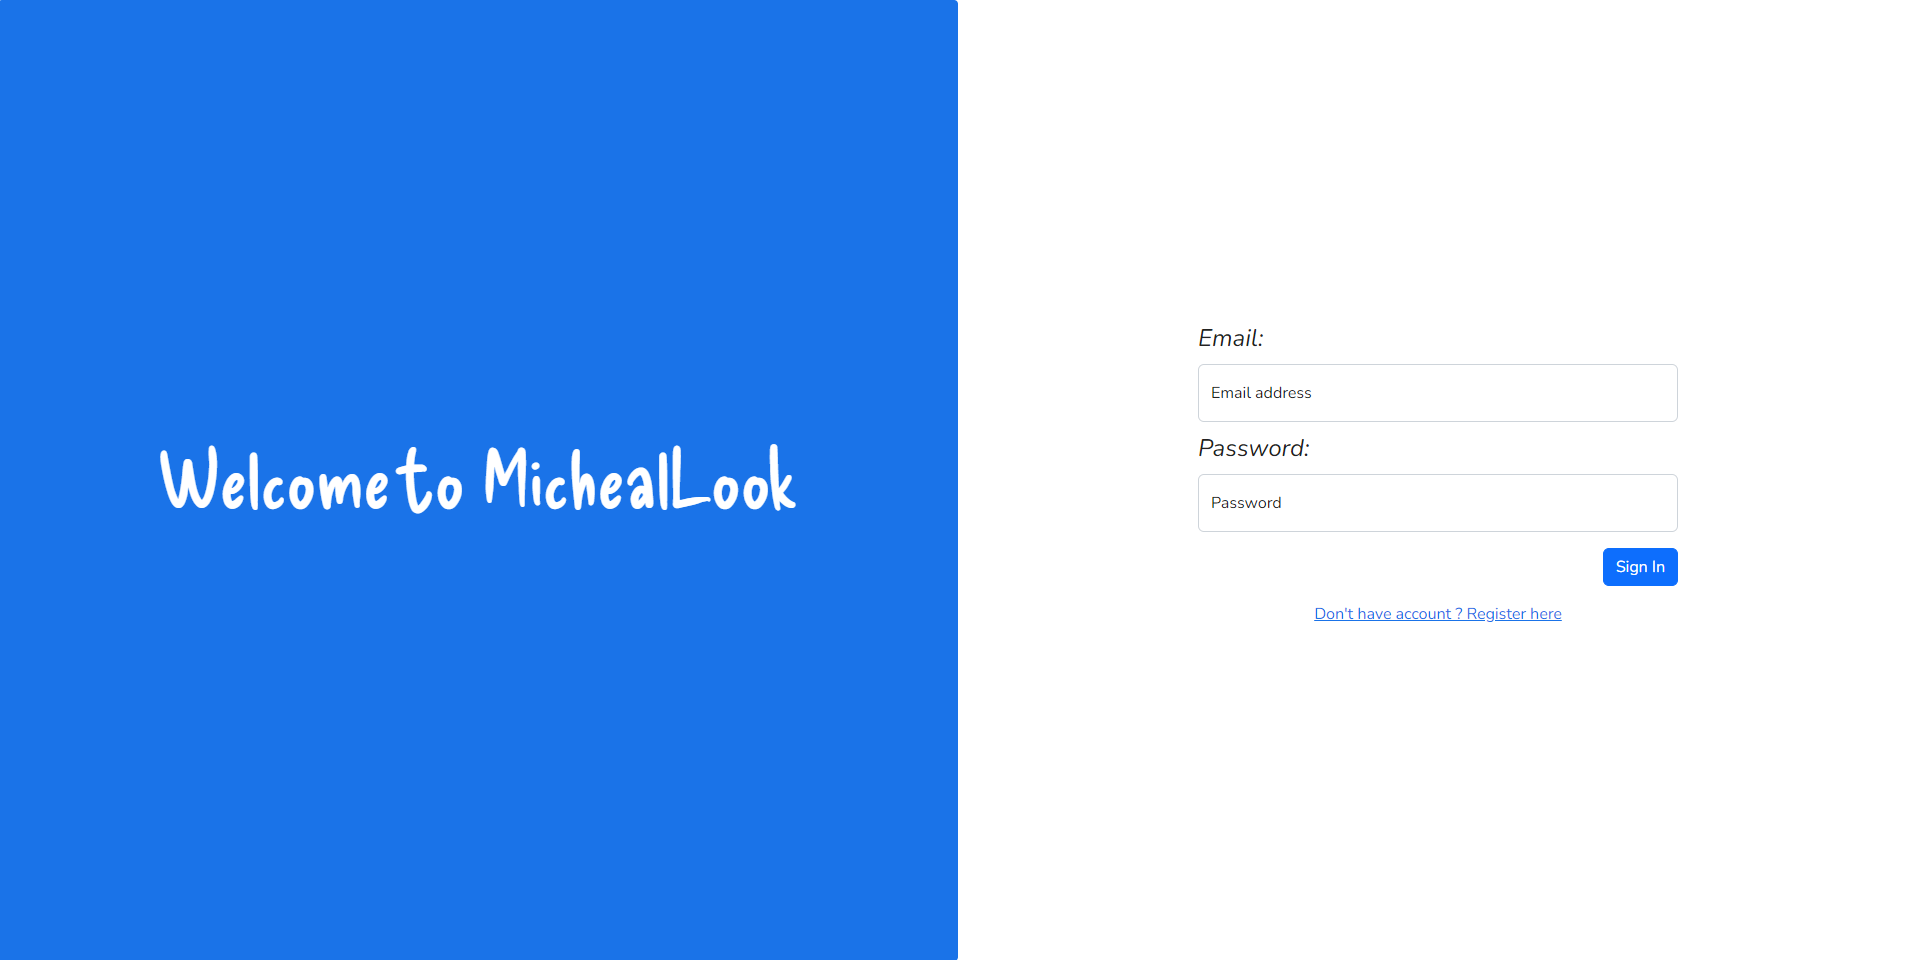 Welcome to MichealLook
Email:
Email address
Password:
Password
Sign In
Don't have account ? Register here